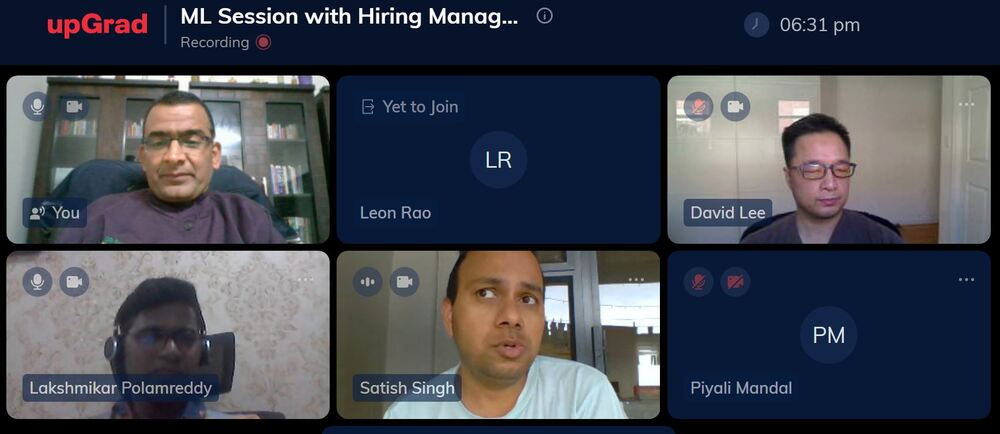 upGrad
ML Session with Hiring Manag...
Recording
06:31 pm
You
Yet to Join
LR
Leon Rao
David Lee
Lakshmikar Polamreddy
Satish Singh
PM
Piyali Mandal